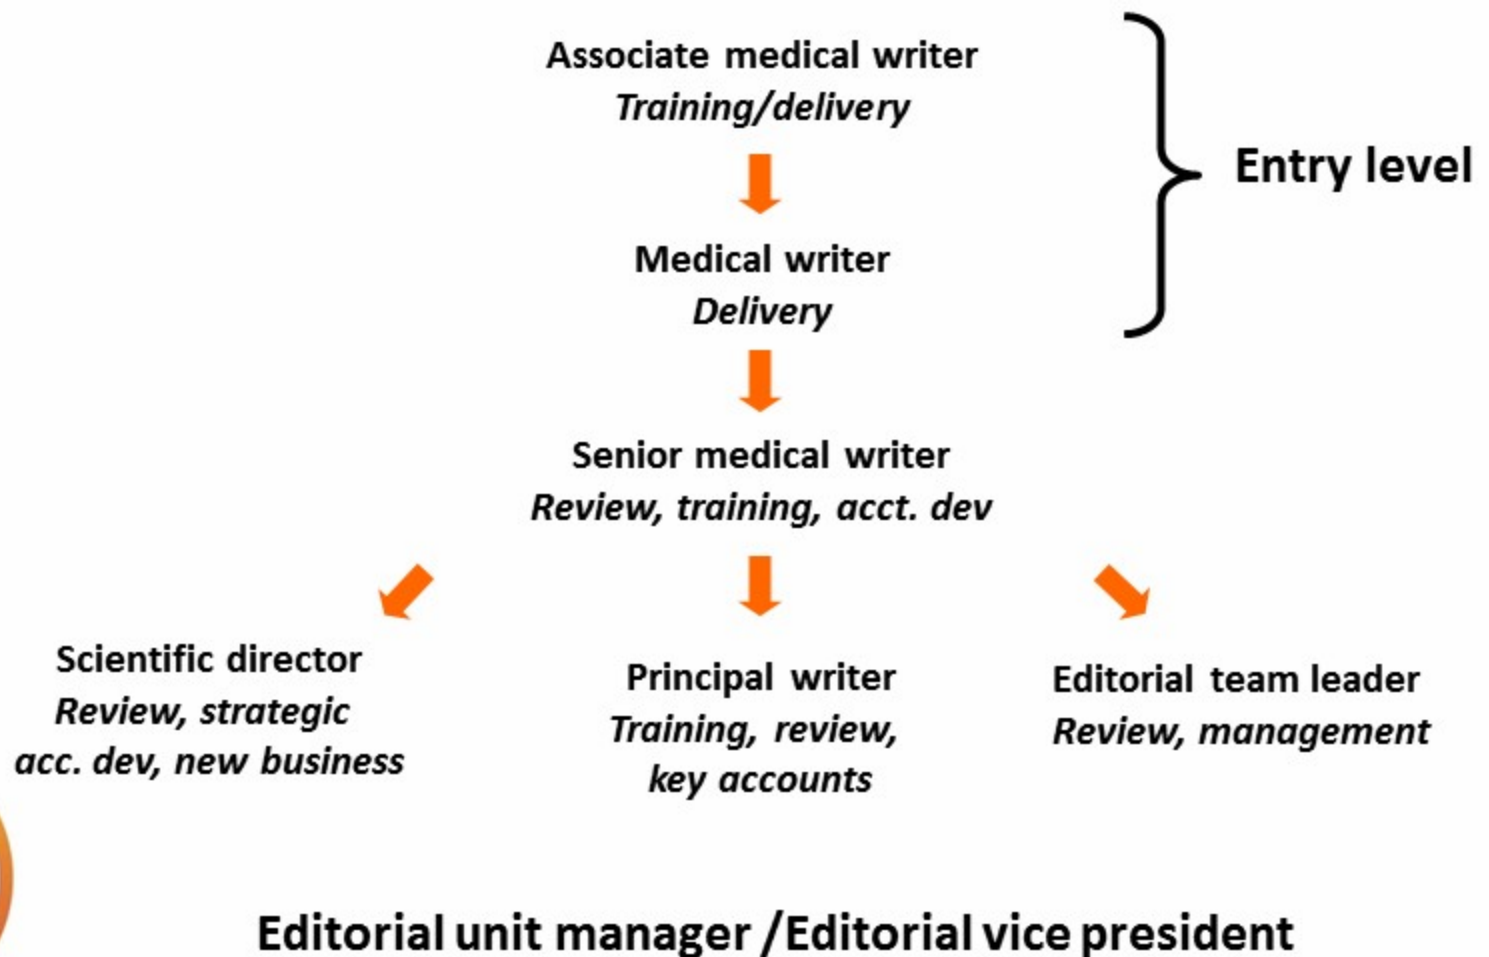 Associate medical writer
Training/delivery
Entry level
Medical writer
Delivery
Senior medical writer
Review, training, acct. dev
Scientific director
Review, strategic
acc. dev, new business
Principal writer
Training, review,
key accounts
Editorial team leader
Review, management
Editorial unit manager /Editorial vice president